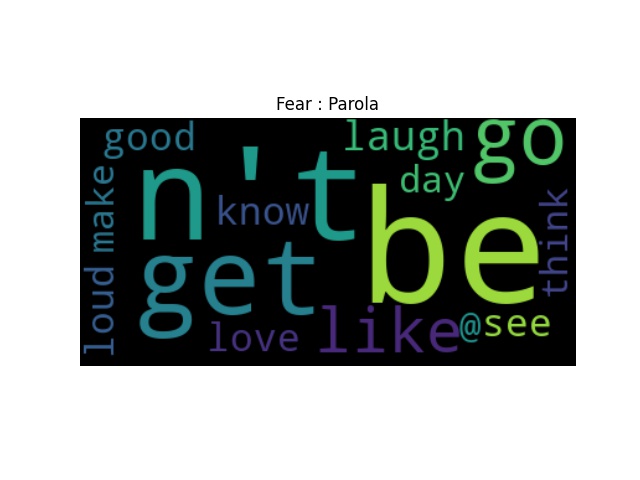 Fear : Parola
good
laugh
go
make
n't
know
day
be
think
get
loud
love
like
@
see